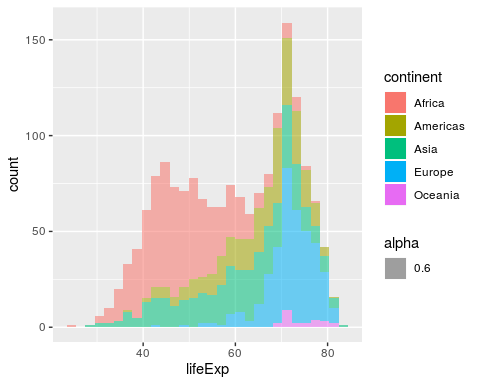 150
100
50
0
count
40
60
80
lifeExp
continent
Africa
Americas
Asia
Europe
Oceania
alpha
0.6